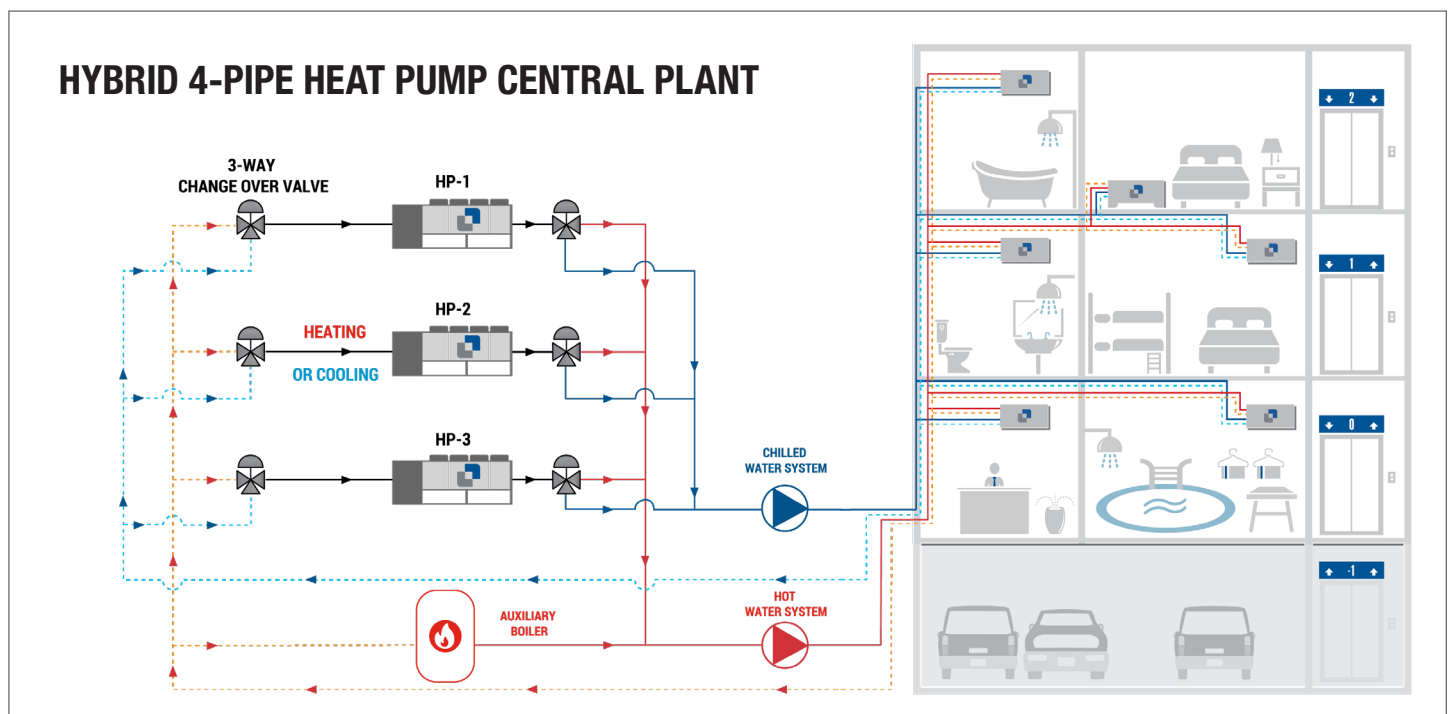 HYBRID 4-PIPE HEAT PUMP CENTRAL PLANT
3-WAY
CHANGE OVER VALVE
HP-1
HP-2
HEATING
OR COOLING
HP-3
CHILLED
WATER SYSTEM
AUXILIARY
BOILER
HOT
WATER SYSTEM
2
1
0
-1